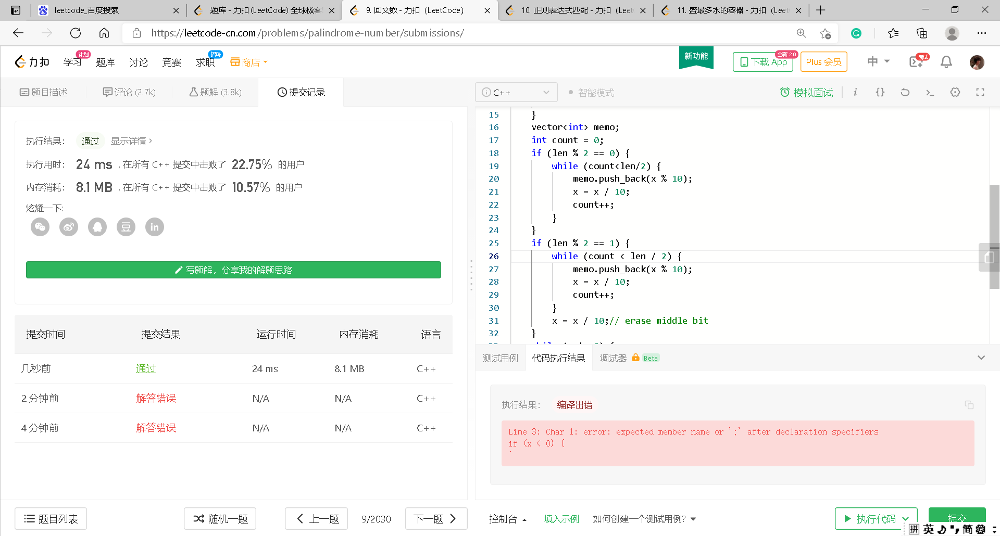 leetcode_百度搜索
题库 - 力扣 (LeetCode) 全球极客
9. 回文数 - 力扣（LeetCode）
10. 正则表达式匹配 - 力扣（Leet
11. 盛最多水的容器 - 力扣（Leet
https://leetcode-cn.com/problems/palindrome-number/submissions/
力扣
学习
计划
题库
讨论
竞赛
求职
招聘
商店
新功能
下载 App
全新 2.0
Plus 会员
中
面试
题目描述
评论 (2.7k)
题解 (3.8k)
提交记录
C++
智能模式
模拟面试
执行结果：
通过
显示详情 >
执行用时：
24 ms , 在所有 C++ 提交中击败了 22.75% 的用户
内存消耗：
8.1 MB , 在所有 C++ 提交中击败了 10.57% 的用户
炫耀一下:
写题解，分享我的解题思路
提交时间 提交结果 运行时间 内存消耗 语言
几秒前 通过 24 ms 8.1 MB C++
2 分钟前 解答错误 N/A N/A C++
4 分钟前 解答错误 N/A N/A C++
15 }
16 vector<int> memo;
17 int count = 0;
18 if (len % 2 == 0) {
19 while (count<len/2) {
20 memo.push_back(x % 10);
21 x = x / 10;
22 count++;
23 }
24 }
25 if (len % 2 == 1) {
26 while (count < len / 2) {
27 memo.push_back(x % 10);
28 x = x / 10;
29 count++;
30 }
31 x = x / 10;// erase middle bit
32 }
测试用例
代码执行结果
调试器
Beta
执行结果：
编译出错
Line 3: Char 1: error: expected member name or ';' after declaration specifiers
if (x < 0) {
^
题目列表
随机一题
上一题
9/2030
下一题
控制台
填入示例
如何创建一个测试用例?
执行代码
提交
拼 英 简